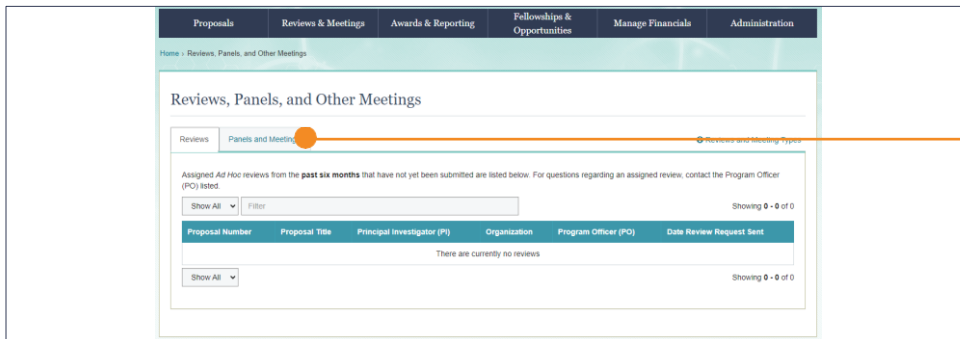 Proposals Reviews & Meetings Awards & Reporting Fellowships & Opportunities Manage Financials Administration
Home › Reviews, Panels, and Other Meetings
Reviews, Panels, and Other Meetings
Reviews Panels and Meeting Reviews and Meeting Types
Assigned Ad Hoc reviews from the past six months that have not yet been submitted are listed below. For questions regarding an assigned review, contact the Program Officer
(PO) listed.
Show All Filter Showing 0 - 0 of 0
Proposal Number Proposal Title Principal Investigator (PI) Organization Program Officer (PO) Date Review Request Sent
There are currently no reviews
Show All Showing 0 - 0 of 0